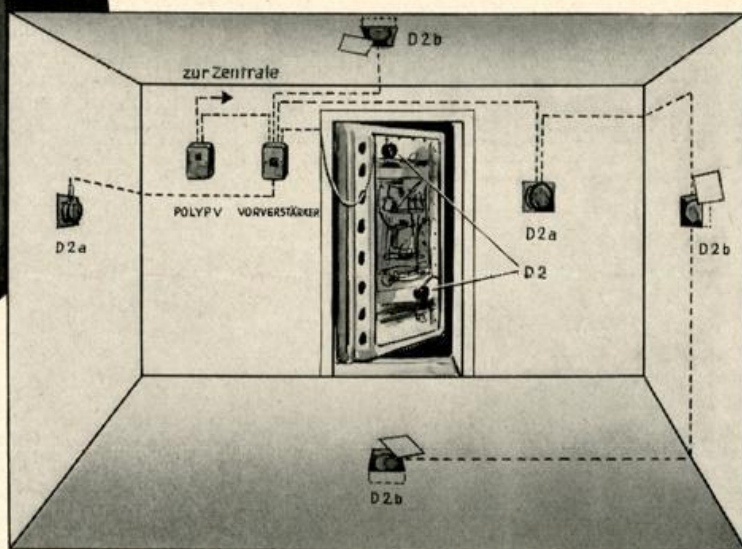 D2b
zur Zentrale
POLYPV VORVERSTÄRKER
D2a
D2a
D2b
D2
D2b